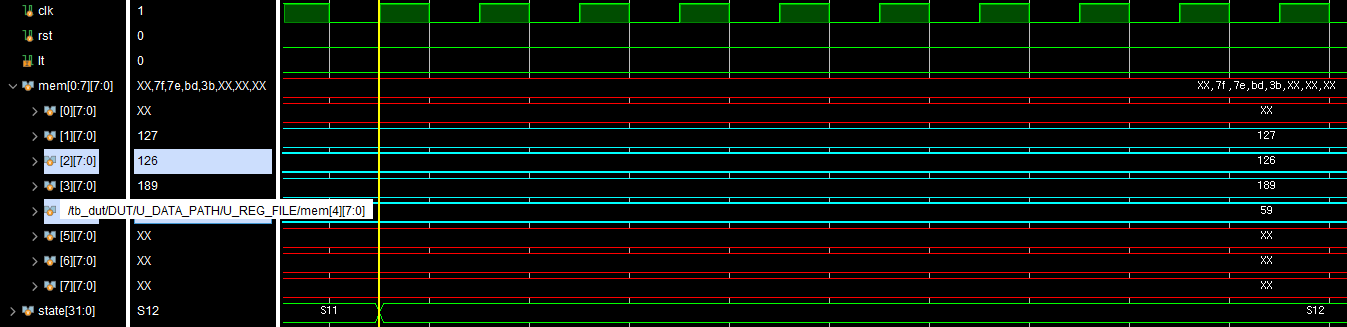 clk 1
rst 0
lt 0
mem[0:7][7:0] XX,7f,7e,bd,3b,XX,XX,XX XX,7f,7e,bd,3b,XX,XX,XX
[0][7:0] XX XX
[1][7:0] 127 127
[2][7:0] 126 126
[3][7:0] 189 189
/tb_dut/DUT/U_DATA_PATH/U_REG_FILE/mem[4][7:0] 59
[5][7:0] XX XX
[6][7:0] XX XX
[7][7:0] XX XX
state[31:0] S12 S11 S12